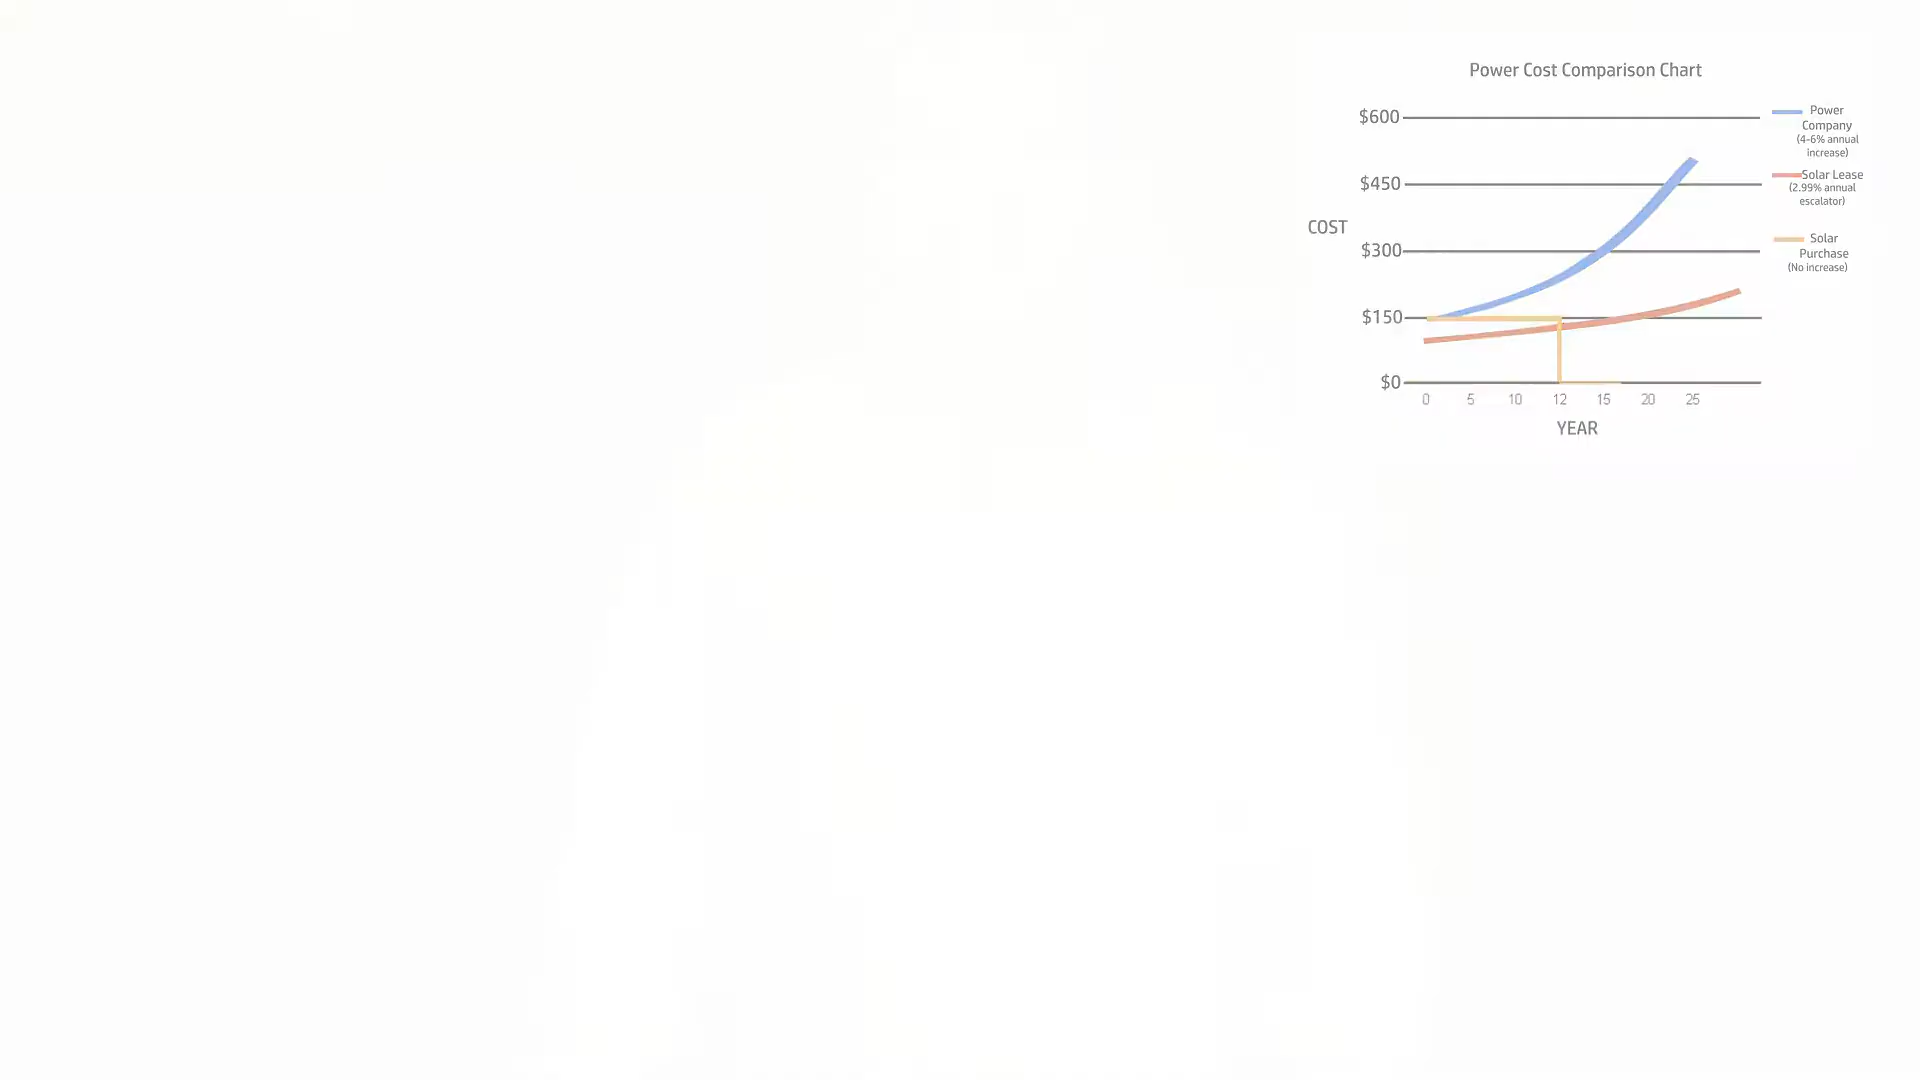 Power Cost Comparison Chart
$600
$450
$300
$150
$0
COST
0 5 10 12 15 20 25
YEAR
Power
Company
(4-6% annual
increase)
Solar Lease
(2.99% annual
escalator)
Solar
Purchase
(No increase)